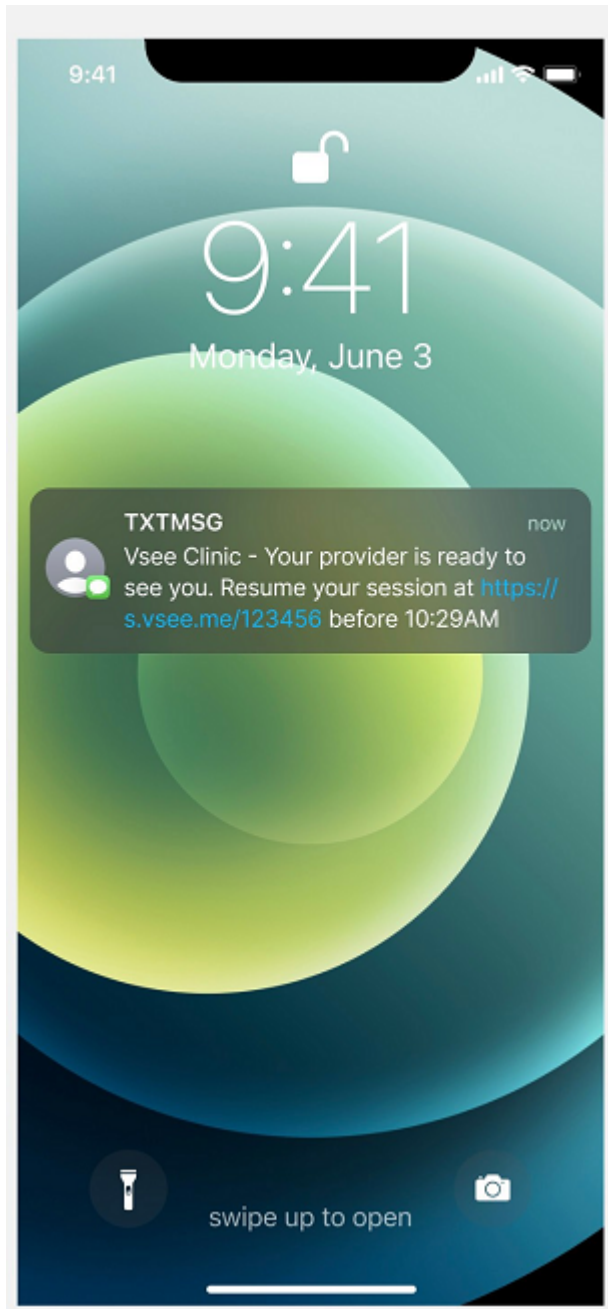 9:41
9:41
Monday, June 3
TXTMSG now
Vsee Clinic - Your provider is ready to
see you. Resume your session at https://
s.vsee.me/123456 before 10:29AM
swipe up to open